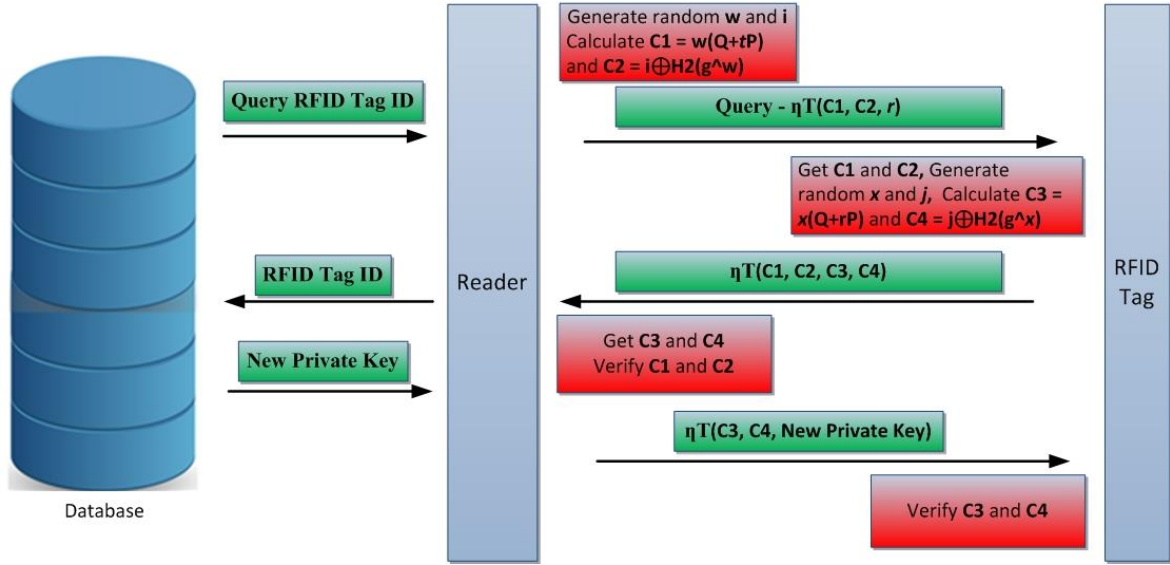 Generate random w and i
Calculate C1 = w(Q+tP)
and C2 = i⊕H2(g^w)
Query RFID Tag ID
Query - ηT(C1, C2, r)
Get C1 and C2, Generate
random x and j, Calculate C3 =
x(Q+rP) and C4 = j⊕H2(g^x)
RFID Tag ID
ηT(C1, C2, C3, C4)
Reader
RFID
Tag
Get C3 and C4
Verify C1 and C2
New Private Key
ηT(C3, C4, New Private Key)
Verify C3 and C4
Database